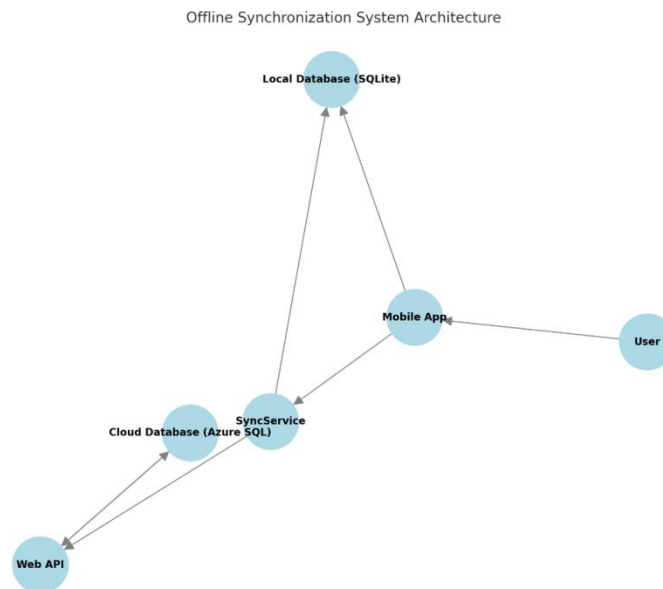 Offline Synchronization System Architecture
Local Database (SQLite)
Mobile App
User
SyncService
Cloud Database (Azure SQL)
Web API